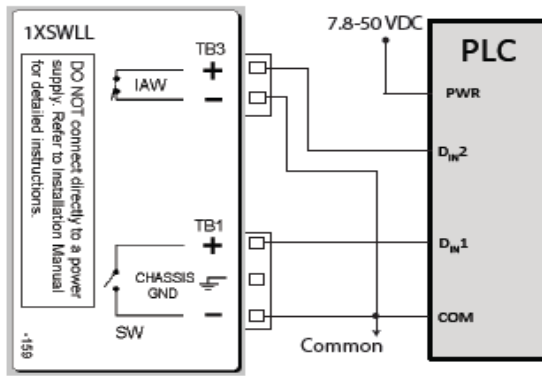 1XSWLL
DO NOT connect directly to a power
supply. Refer to Installation Manual
for detailed instructions.
TB3
+
IAW
-
TB1
+
CHASSIS
GND
-
SW
-159
7.8-50 VDC
PLC
PWR
DIN2
DIN1
COM
Common